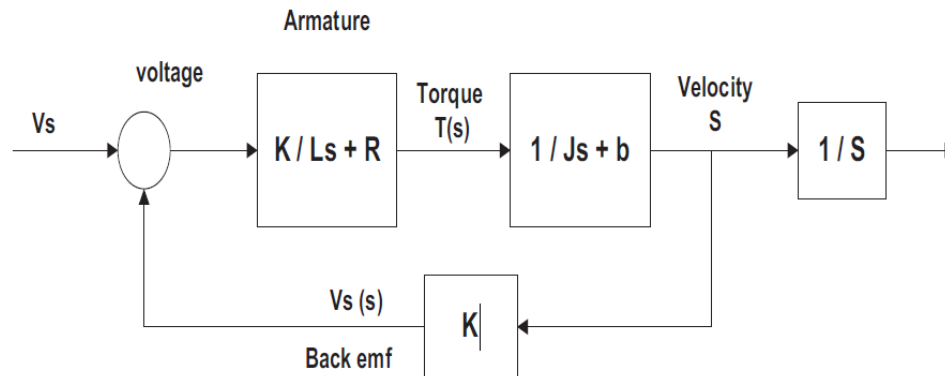 Armature
voltage
Vs
K / Ls + R
Torque
T(s)
1 / Js + b
Velocity
S
1 / S
Vs (s)
K
Back emf